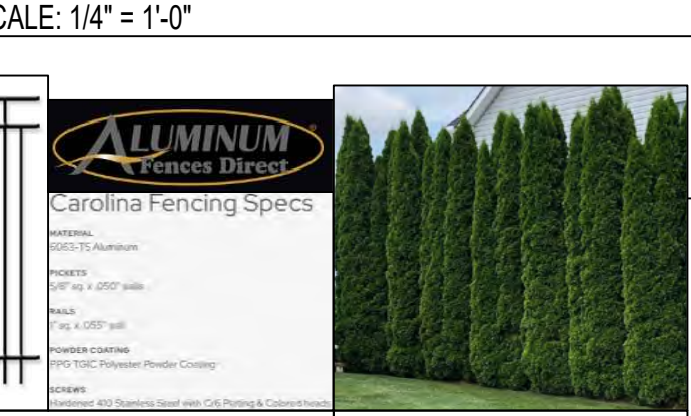 CALE: 1/4" = 1'-0"
ALUMINUM®
Fences Direct
Carolina Fencing Specs
MATERIAL
6063-T5 Aluminum
PICKETS
5/8" sq. x .050" walls
RAILS
1" sq. x .055" wall
POWDER COATING
PPG TGIC Polyester Powder Coating
SCREWS
Hardened 410 Stainless Steel with Cr6 Plating & Colored heads